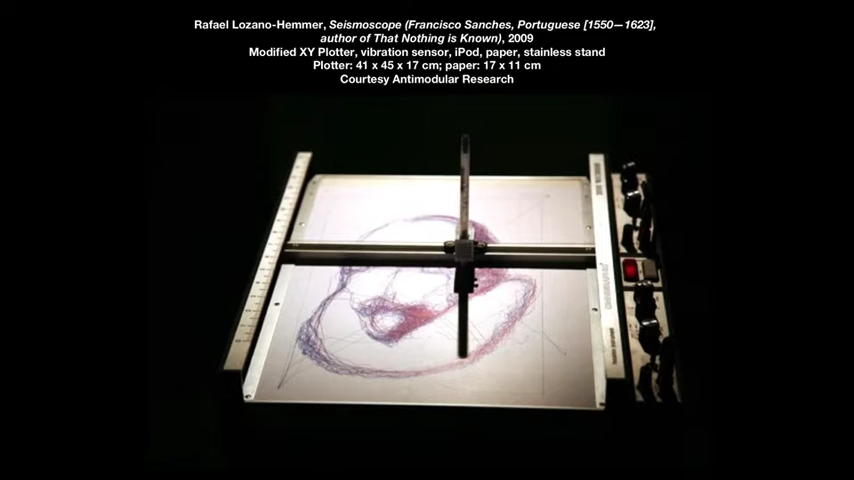 Rafael Lozano-Hemmer, Seismoscope (Francisco Sanches, Portuguese [1550—1623],
author of That Nothing is Known), 2009
Modified XY Plotter, vibration sensor, iPod, paper, stainless stand
Plotter: 41 x 45 x 17 cm; paper: 17 x 11 cm
Courtesy Antimodular Research